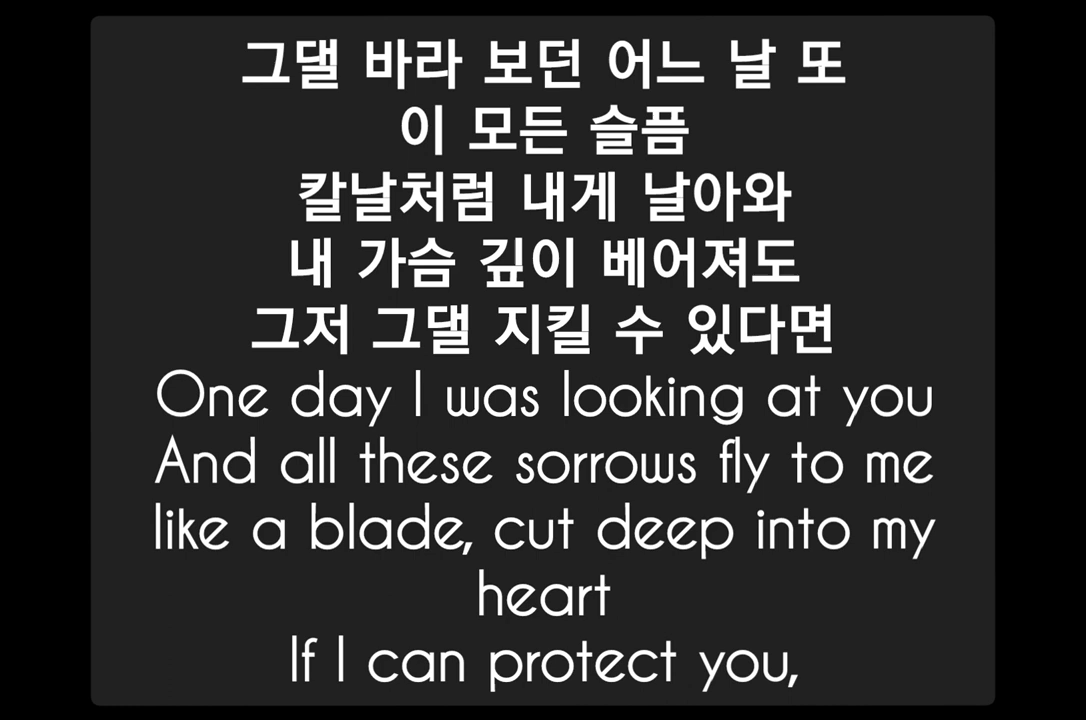 그댈 바라 보던 어느 날 또
이 모든 슬픔
칼날처럼 내게 날아와
내 가슴 깊이 베어져도
그저 그댈 지킬 수 있다면
One day I was looking at you
And all these sorrows fly to me
like a blade, cut deep into my
heart
If I can protect you,